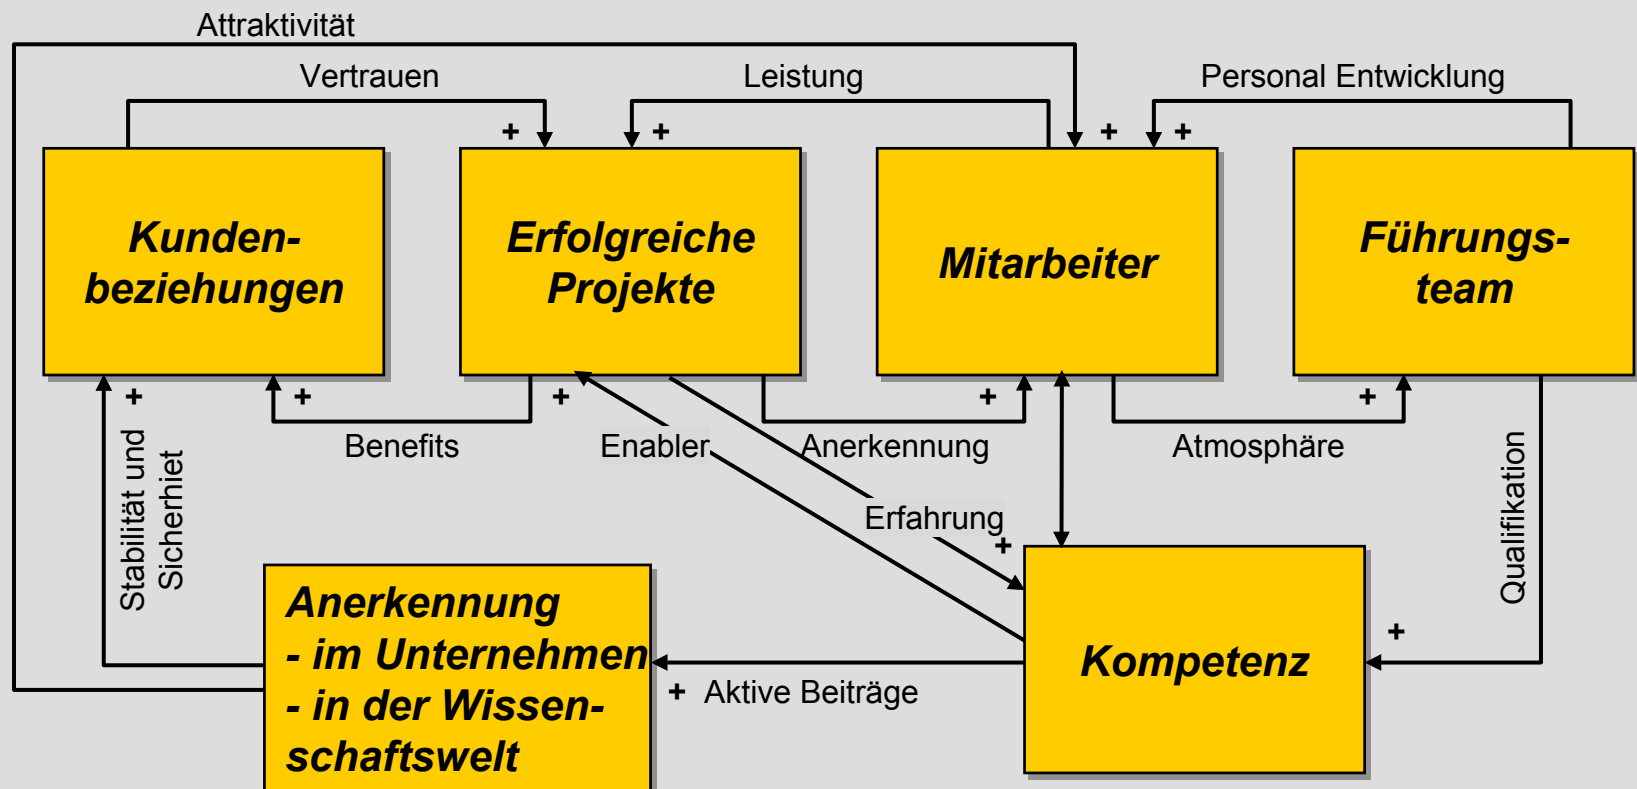 Attraktivität
Vertrauen
Leistung
Personal Entwicklung
+
+
+
+
Kunden-
beziehungen
Erfolgreiche
Projekte
Mitarbeiter
Führungs-
team
+
+
+
+
+
Benefits
Enabler
Anerkennung
Atmosphäre
Stabilität und
Sicherhiet
Erfahrung
+
Qualifikation
Anerkennung
- im Unternehmen
- in der Wissen-
schaftswelt
+ Aktive Beiträge
Kompetenz
+